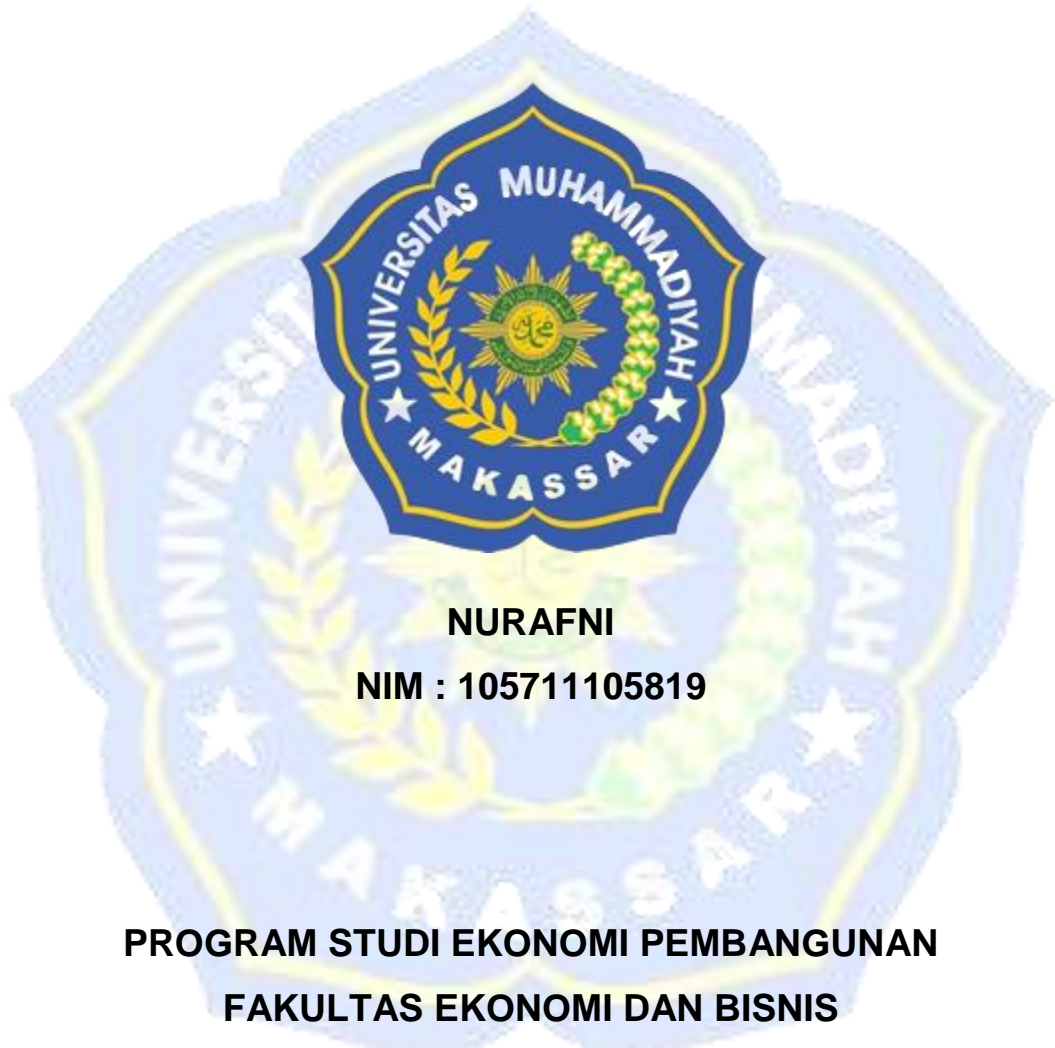 UNIVERSITAS MUHAMMADIYAH
MAKASSAR
NURAFNI
NIM : 105711105819
PROGRAM STUDI EKONOMI PEMBANGUNAN
FAKULTAS EKONOMI DAN BISNIS